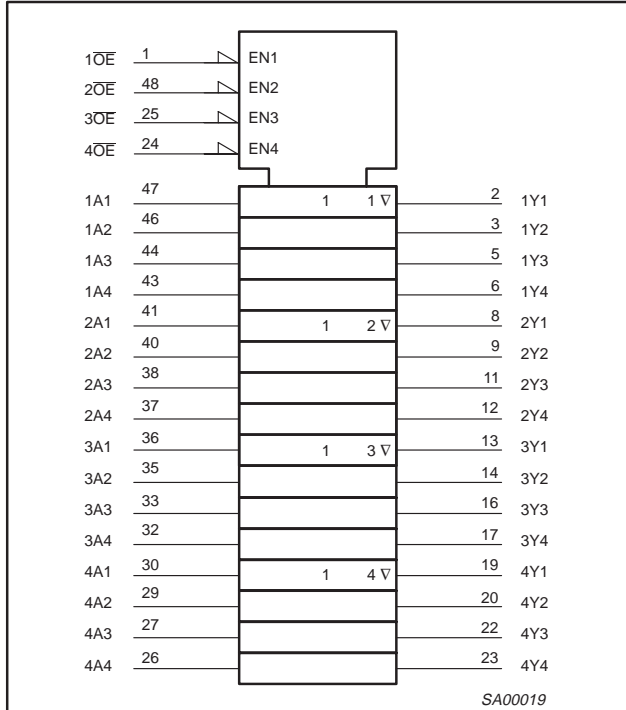 1O̅E̅ 1 EN1
2O̅E̅ 48 EN2
3O̅E̅ 25 EN3
4O̅E̅ 24 EN4
1A1 47 1 1 ∇ 2 1Y1
1A2 46 3 1Y2
1A3 44 5 1Y3
1A4 43 6 1Y4
2A1 41 1 2 ∇ 8 2Y1
2A2 40 9 2Y2
2A3 38 11 2Y3
2A4 37 12 2Y4
3A1 36 1 3 ∇ 13 3Y1
3A2 35 14 3Y2
3A3 33 16 3Y3
3A4 32 17 3Y4
4A1 30 1 4 ∇ 19 4Y1
4A2 29 20 4Y2
4A3 27 22 4Y3
4A4 26 23 4Y4
SA00019